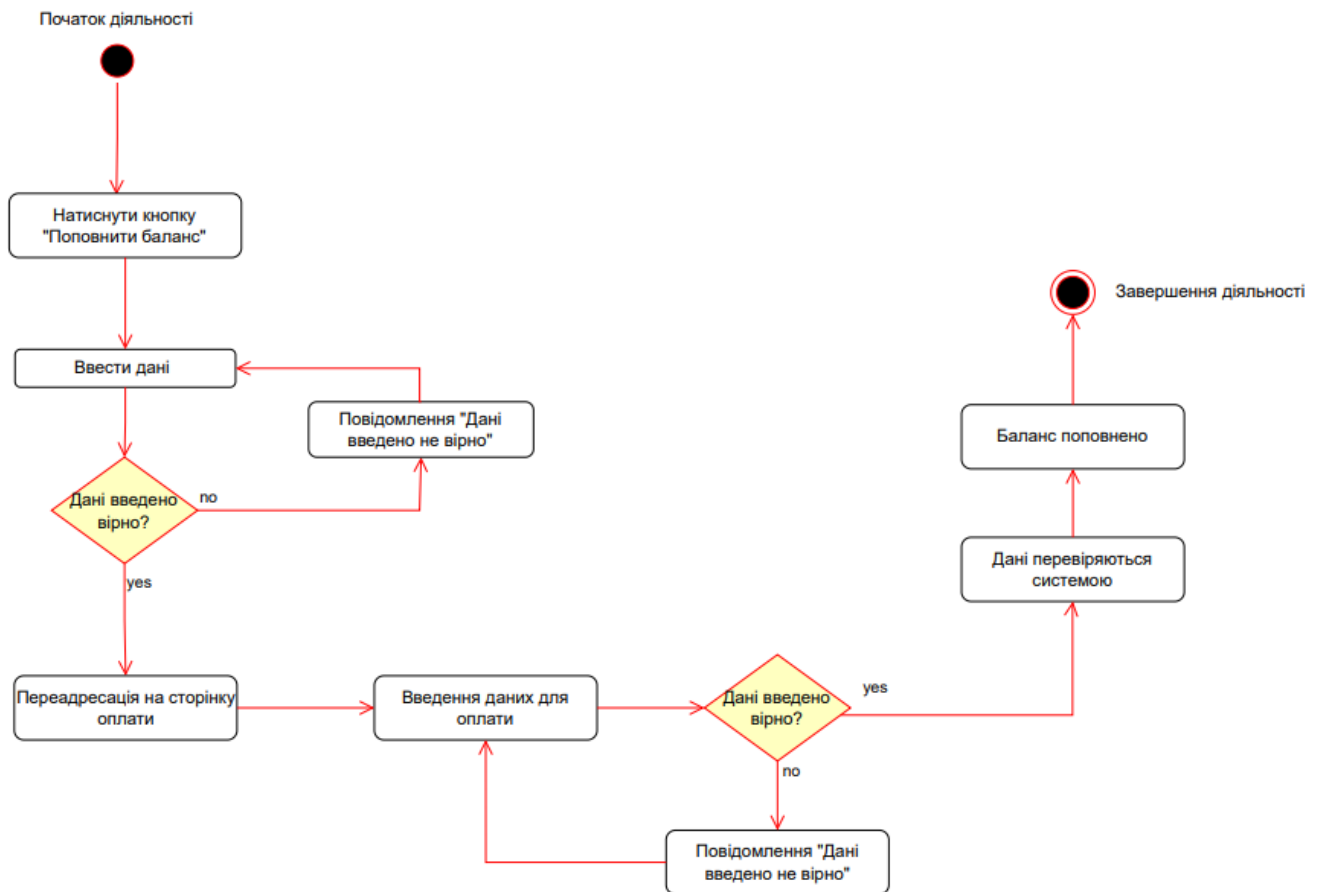 Початок діяльності
Натиснути кнопку
"Поповнити баланс"
Завершення діяльності
Ввести дані
Повідомлення "Дані
введено не вірно"
Баланс поповнено
Дані введено
вірно?
no
Дані перевіряються
системою
yes
Переадресація на сторінку
оплати
Введення даних для
оплати
Дані введено
вірно?
yes
no
Повідомлення "Дані
введено не вірно"